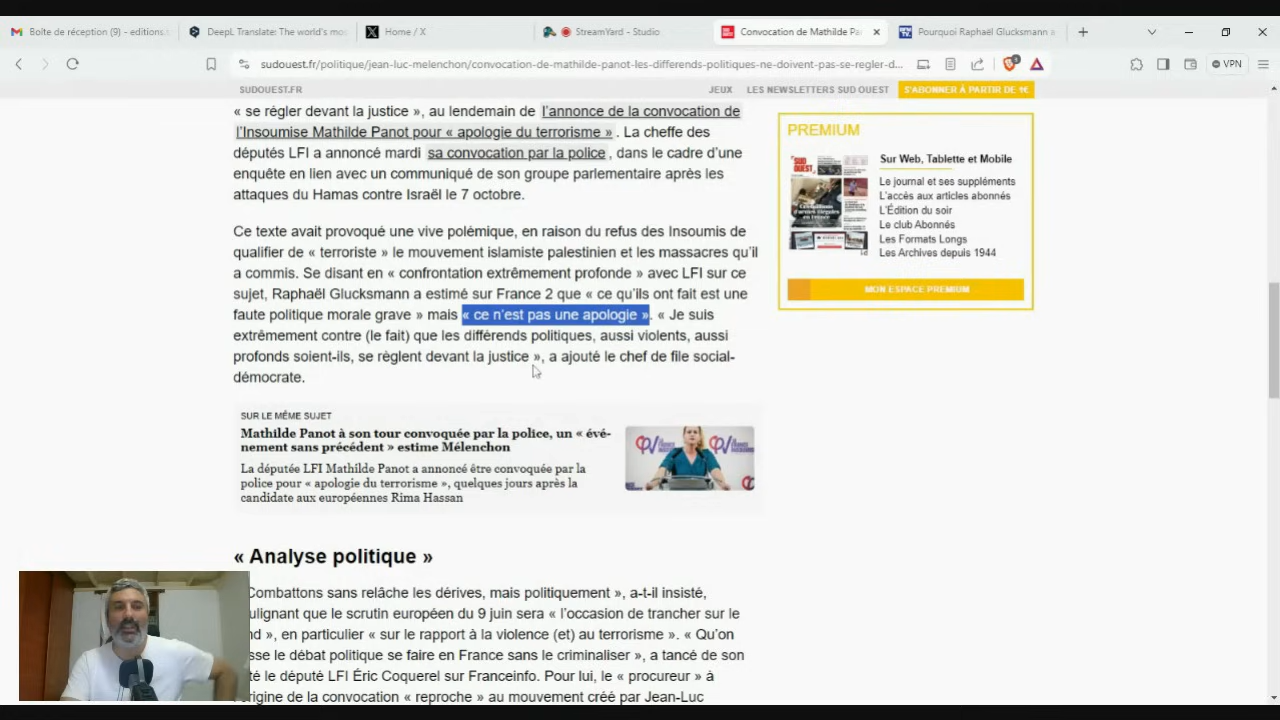 Boîte de réception (9) - editions.s
DeepL Translate: The world's mo
Home / X
StreamYard - Studio
Convocation de Mathilde Pa
Pourquoi Raphaël Glucksmann a
sudouest.fr/politique/jean-luc-melenchon/convocation-de-mathilde-panot-les-differends-politiques-ne-doivent-pas-se-regler-d...
VPN
SUDOUEST.FR
JEUX
LES NEWSLETTERS SUD OUEST
S'ABONNER À PARTIR DE 1€
« se régler devant la justice », au lendemain de l'annonce de la convocation de
l'Insoumise Mathilde Panot pour « apologie du terrorisme » . La cheffe des
députés LFI a annoncé mardi sa convocation par la police , dans le cadre d'une
enquête en lien avec un communiqué de son groupe parlementaire après les
attaques du Hamas contre Israël le 7 octobre.
Ce texte avait provoqué une vive polémique, en raison du refus des Insoumis de
qualifier de « terroriste » le mouvement islamiste palestinien et les massacres qu'il
a commis. Se disant en « confrontation extrêmement profonde » avec LFI sur ce
sujet, Raphaël Glucksmann a estimé sur France 2 que « ce qu'ils ont fait est une
faute politique morale grave » mais « ce n'est pas une apologie ». « Je suis
extrêmement contre (le fait) que les différends politiques, aussi violents, aussi
profonds soient-ils, se règlent devant la justice », a ajouté le chef de file social-
démocrate.
PREMIUM
SUD OUEST
Sur Web, Tablette et Mobile
Le journal et ses suppléments
L'accès aux articles abonnés
L'Édition du soir
Le club Abonnés
Les Formats Longs
Les Archives depuis 1944
MON ESPACE PREMIUM
SUR LE MÊME SUJET
Mathilde Panot à son tour convoquée par la police, un « évé-
nement sans précédent » estime Mélenchon
La députée LFI Mathilde Panot a annoncé être convoquée par la
police pour « apologie du terrorisme », quelques jours après la
candidate aux européennes Rima Hassan
« Analyse politique »
Combattons sans relâche les dérives, mais politiquement », a-t-il insisté,
ulignant que le scrutin européen du 9 juin sera « l'occasion de trancher sur le
nd », en particulier « sur le rapport à la violence (et) au terrorisme ». « Qu'on
sse le débat politique se faire en France sans le criminaliser », a tancé de son
té le député LFI Éric Coquerel sur Franceinfo. Pour lui, le « procureur » à
rigine de la convocation « reproche » au mouvement créé par Jean-Luc